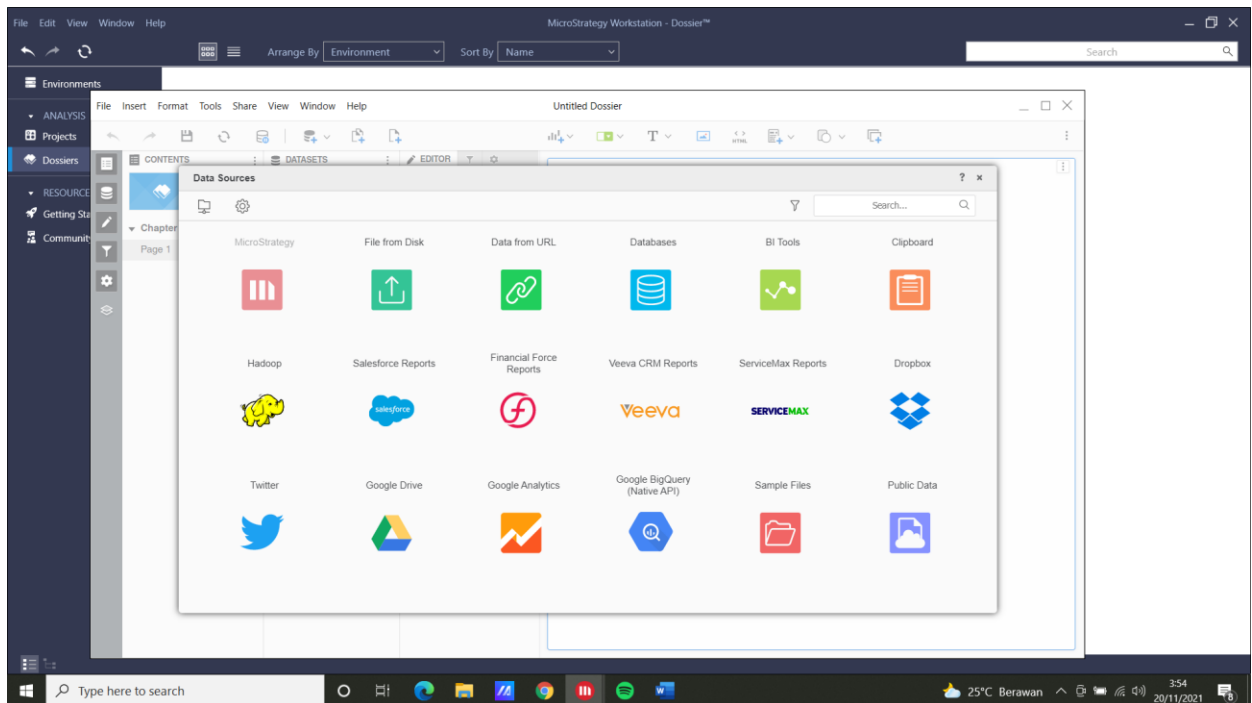 File Edit View Window Help
MicroStrategy Workstation - Dossier™
Arrange By Environment Sort By Name Search
Environments
ANALYSIS
Projects
Dossiers
RESOURCE
Getting Sta
Communit
File Insert Format Tools Share View Window Help
Untitled Dossier
HTML
CONTENTS
DATASETS
EDITOR
Chapter
Page 1
Data Sources
? ×
Search...
MicroStrategy
File from Disk
Data from URL
Databases
BI Tools
Clipboard
Hadoop
Salesforce Reports
Financial Force
Reports
Veeva CRM Reports
ServiceMax Reports
Dropbox
salesforce
Veeva
SERVICEMAX
Twitter
Google Drive
Google Analytics
Google BigQuery
(Native API)
Sample Files
Public Data
Type here to search
25°C Berawan
3:54
20/11/2021
8